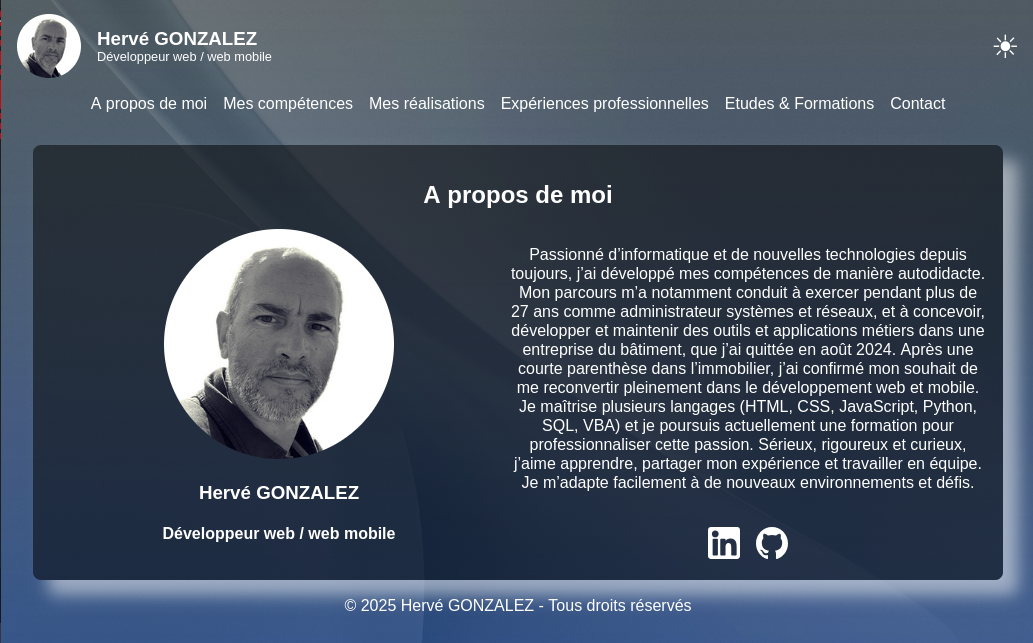 Hervé GONZALEZ
Développeur web / web mobile
A propos de moi Mes compétences Mes réalisations Expériences professionnelles Etudes & Formations Contact
A propos de moi
Passionné d’informatique et de nouvelles technologies depuis
toujours, j’ai développé mes compétences de manière autodidacte.
Mon parcours m’a notamment conduit à exercer pendant plus de
27 ans comme administrateur systèmes et réseaux, et à concevoir,
développer et maintenir des outils et applications métiers dans une
entreprise du bâtiment, que j’ai quittée en août 2024. Après une
courte parenthèse dans l’immobilier, j’ai confirmé mon souhait de
me reconvertir pleinement dans le développement web et mobile.
Je maîtrise plusieurs langages (HTML, CSS, JavaScript, Python,
SQL, VBA) et je poursuis actuellement une formation pour
professionnaliser cette passion. Sérieux, rigoureux et curieux,
j’aime apprendre, partager mon expérience et travailler en équipe.
Je m’adapte facilement à de nouveaux environnements et défis.
Hervé GONZALEZ
Développeur web / web mobile
in
© 2025 Hervé GONZALEZ - Tous droits réservés